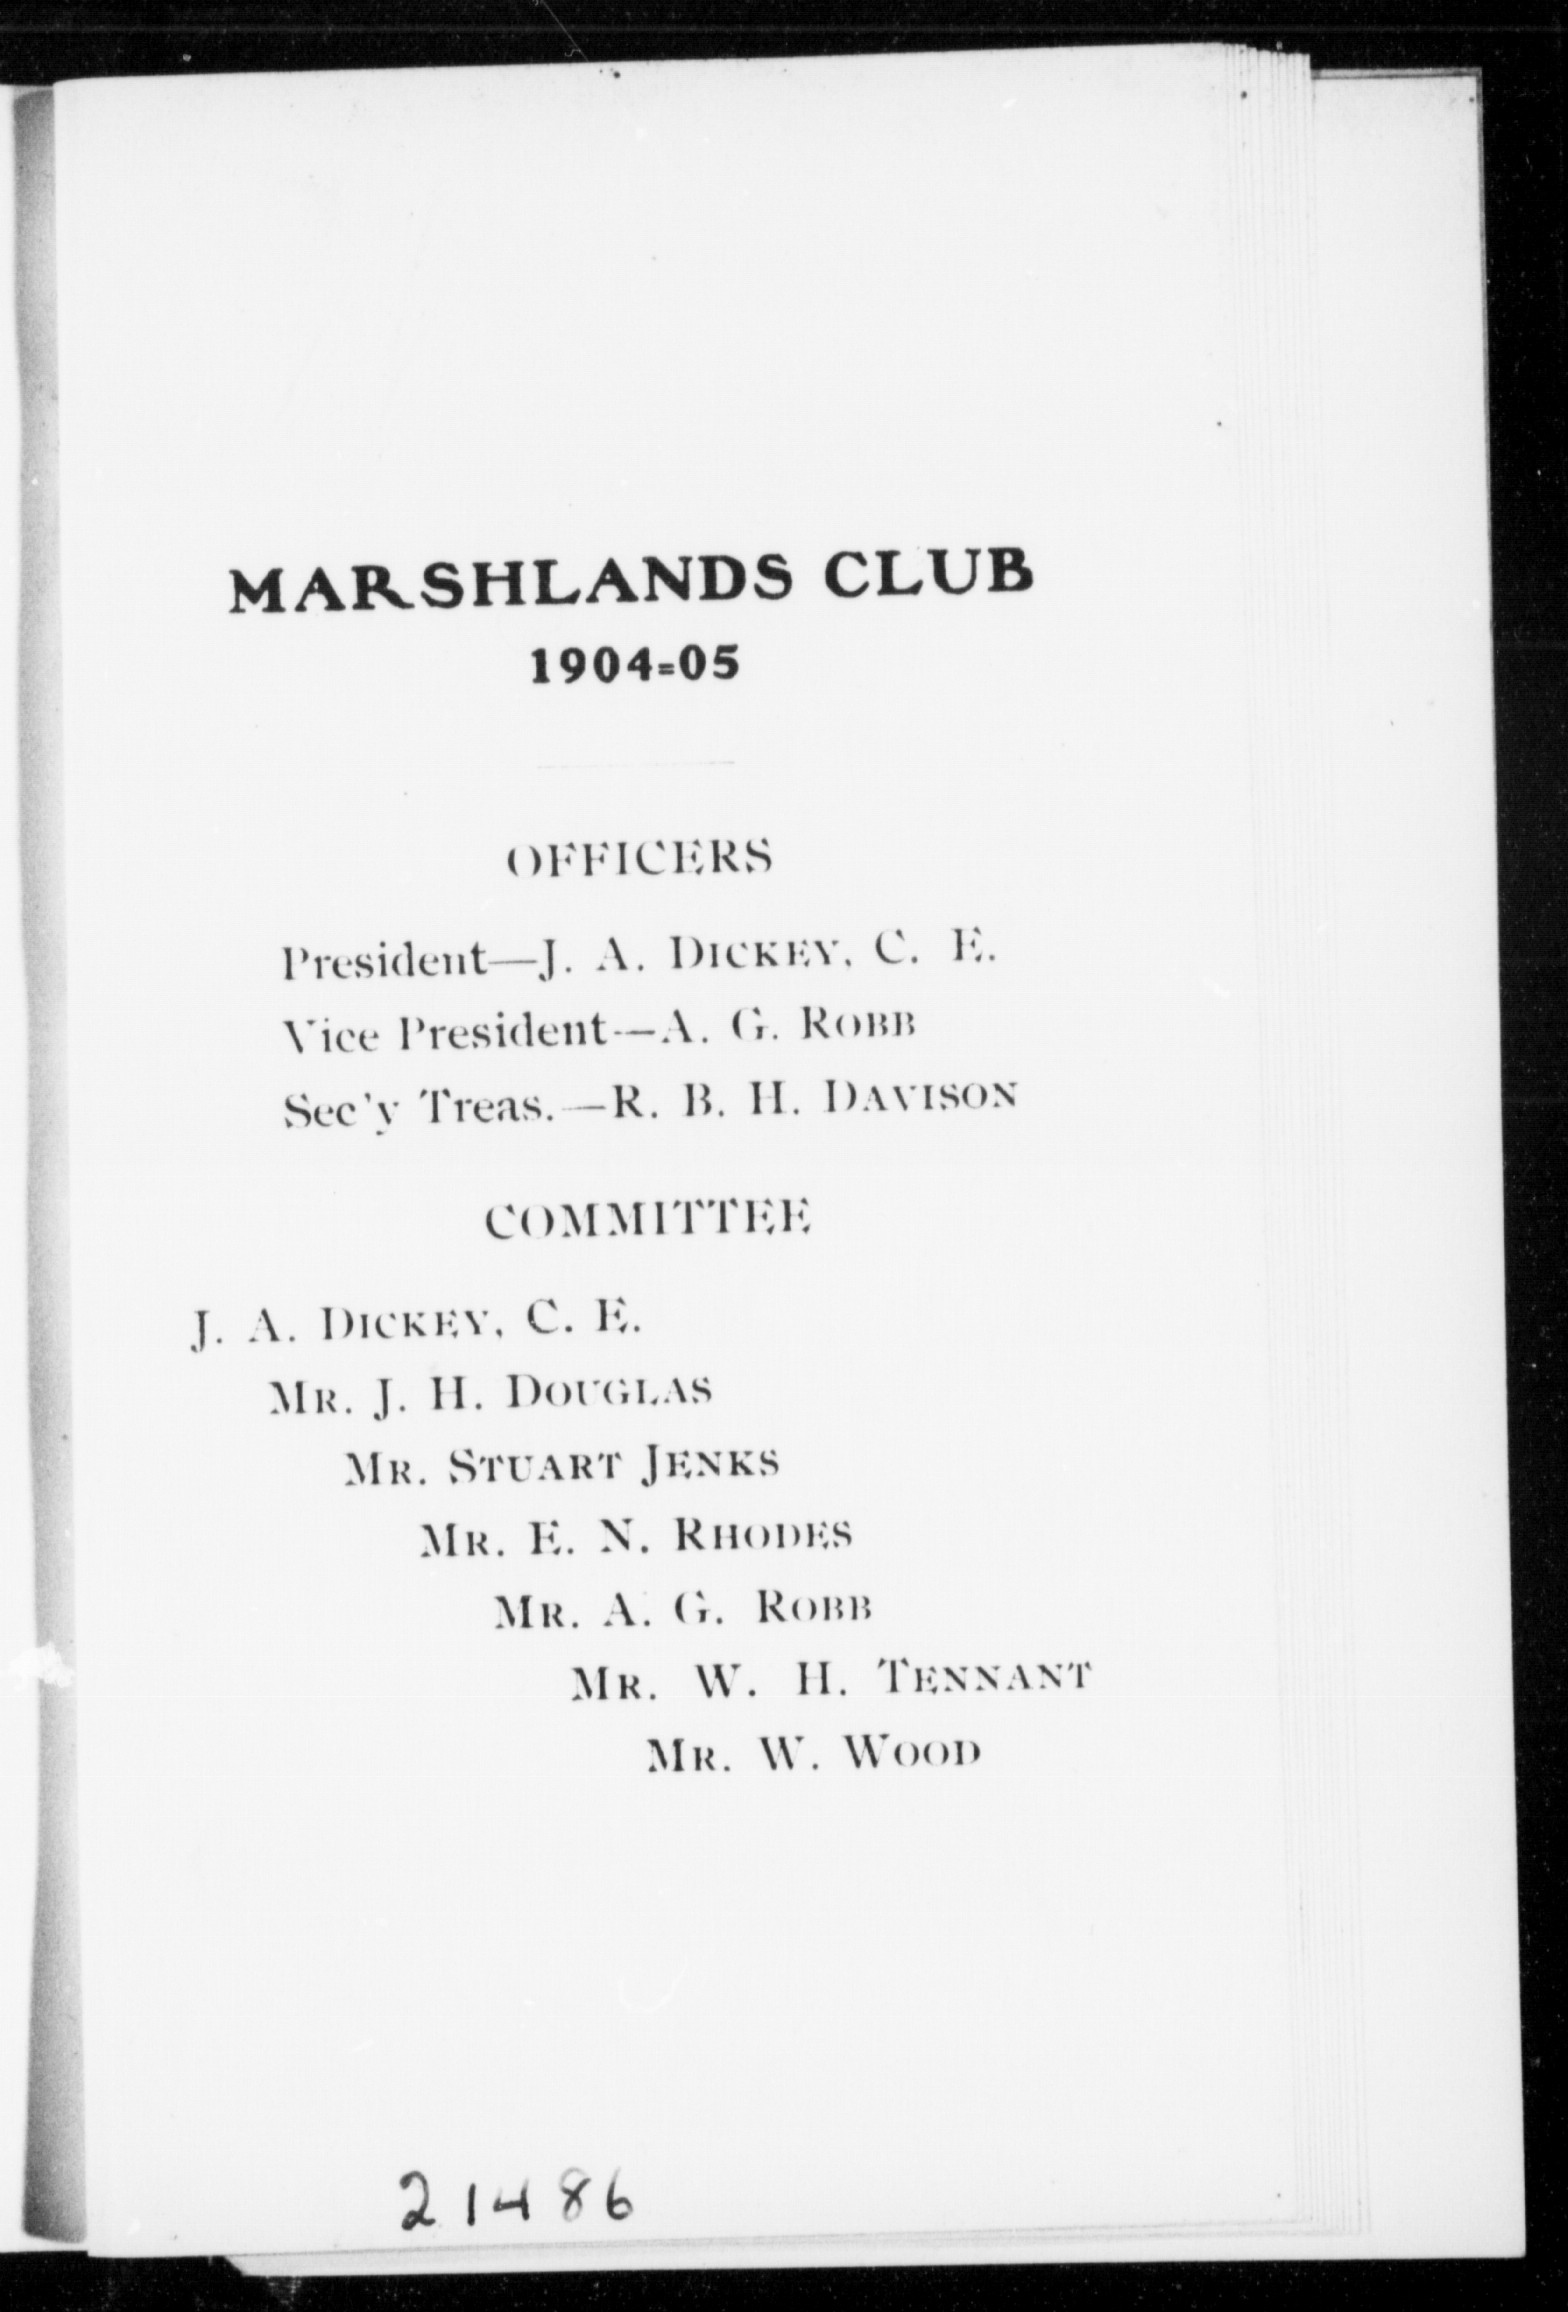 MARSHLANDS CLUB
1904=05
OFFICERS
President—J. A. DICKEY, C. E.
Vice President—A. G. ROBB
Sec'y Treas.—R. B. H. DAVISON
COMMITTEE
J. A. DICKEY, C. E.
MR. J. H. DOUGLAS
MR. STUART JENKS
MR. E. N. RHODES
MR. A. G. ROBB
MR. W. H. TENNANT
MR. W. WOOD
21486